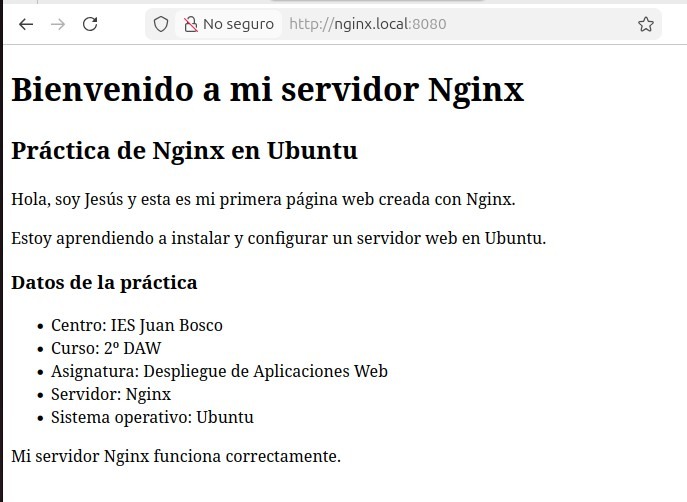 No seguro http://nginx.local:8080
Bienvenido a mi servidor Nginx
Práctica de Nginx en Ubuntu
Hola, soy Jesús y esta es mi primera página web creada con Nginx.
Estoy aprendiendo a instalar y configurar un servidor web en Ubuntu.
Datos de la práctica
• Centro: IES Juan Bosco
• Curso: 2º DAW
• Asignatura: Despliegue de Aplicaciones Web
• Servidor: Nginx
• Sistema operativo: Ubuntu
Mi servidor Nginx funciona correctamente.